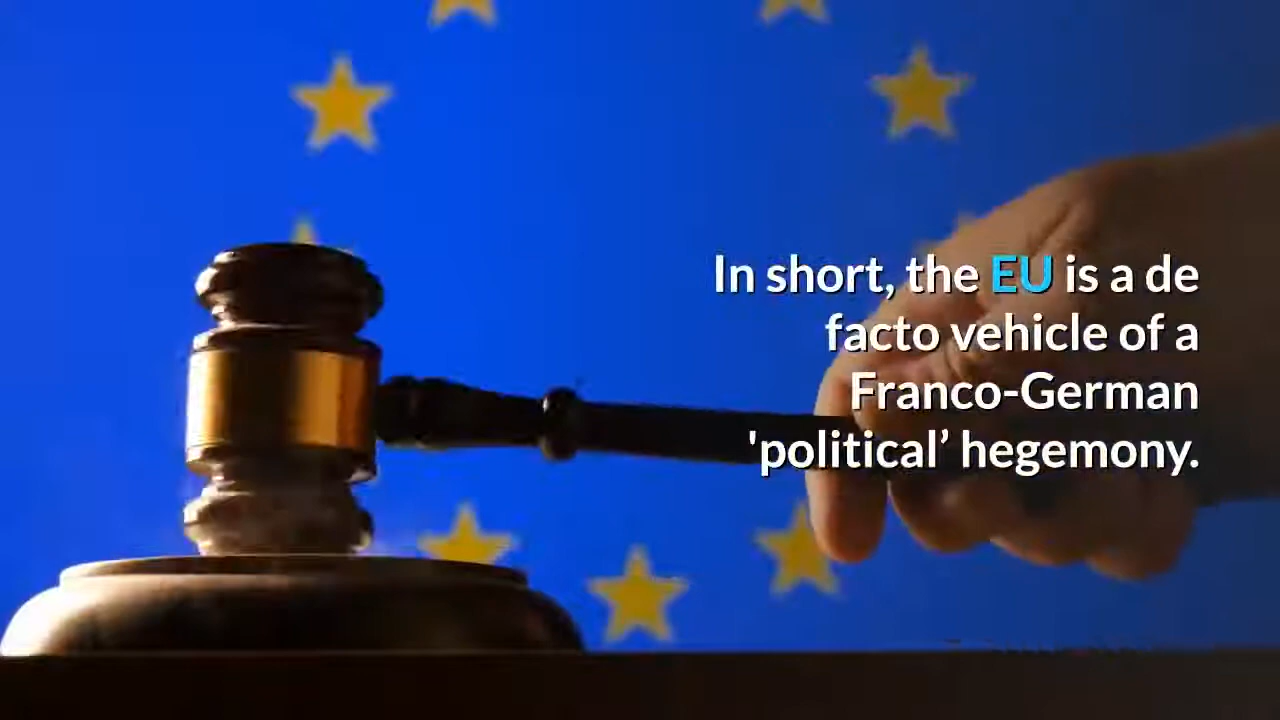 In short, the EU is a de
facto vehicle of a
Franco-German
'political’ hegemony.